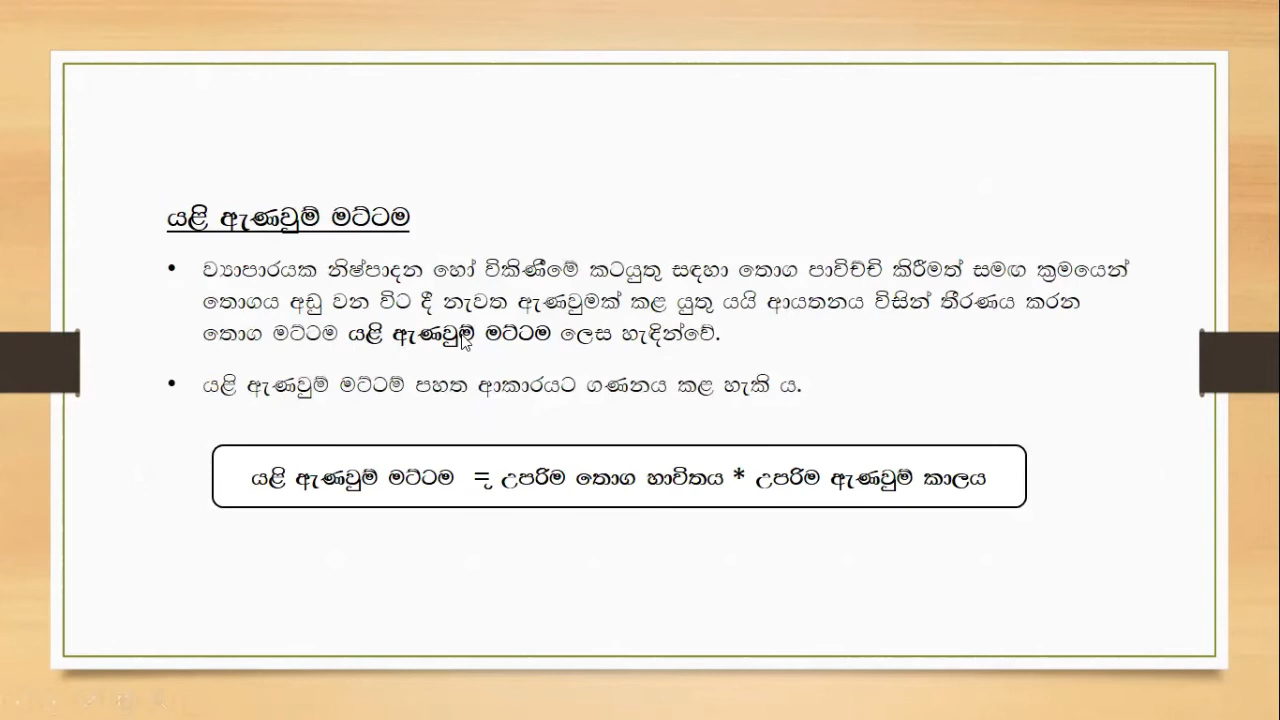 යළි ඇණවුම් මට්ටම
• ව්‍යාපාරයක නිෂ්පාදන හෝ විකිණීමේ කටයුතු සඳහා තොග පාවිච්චි කිරීමත් සමඟ ක්‍රමයෙන්
තොගය අඩු වන විට දී නැවත ඇණවුමක් කළ යුතු යයි ආයතනය විසින් තීරණය කරන
තොග මට්ටම යළි ඇණවුම් මට්ටම ලෙස හැඳින්වේ.
• යළි ඇණවුම් මට්ටම් පහත ආකාරයට ගණනය කළ හැකි ය.
යළි ඇණවුම් මට්ටම = උපරිම තොග භාවිතය * උපරිම ඇණවුම් කාලය